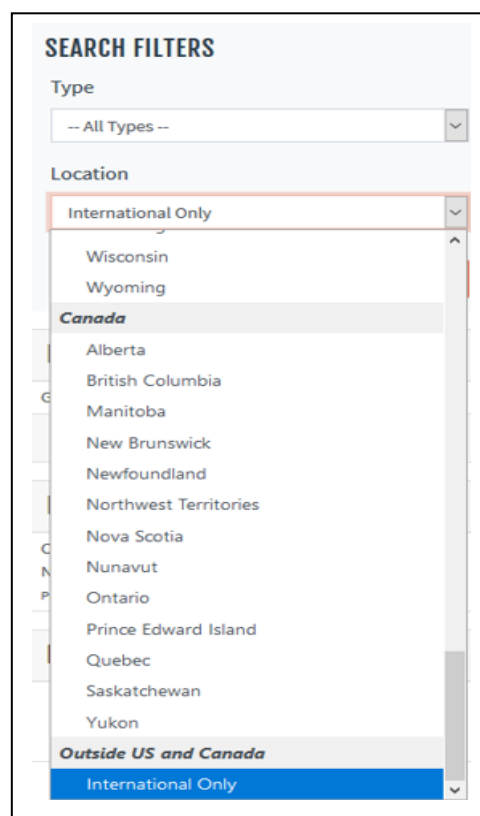 SEARCH FILTERS
Type
-- All Types --
Location
International Only
Wisconsin
Wyoming
Canada
Alberta
British Columbia
Manitoba
New Brunswick
Newfoundland
Northwest Territories
Nova Scotia
Nunavut
Ontario
Prince Edward Island
Quebec
Saskatchewan
Yukon
Outside US and Canada
International Only